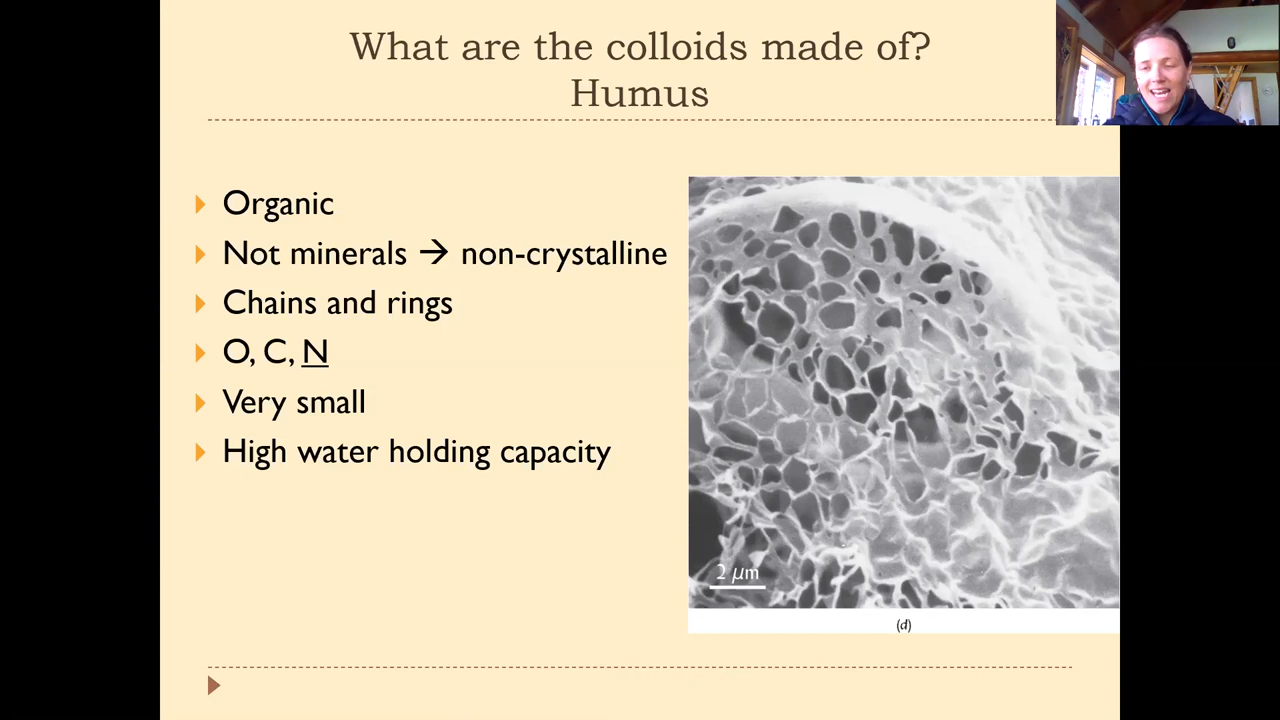 What are the colloids made of?
Humus
Organic
Not minerals → non-crystalline
Chains and rings
O, C, N
Very small
High water holding capacity
2 μm
(d)